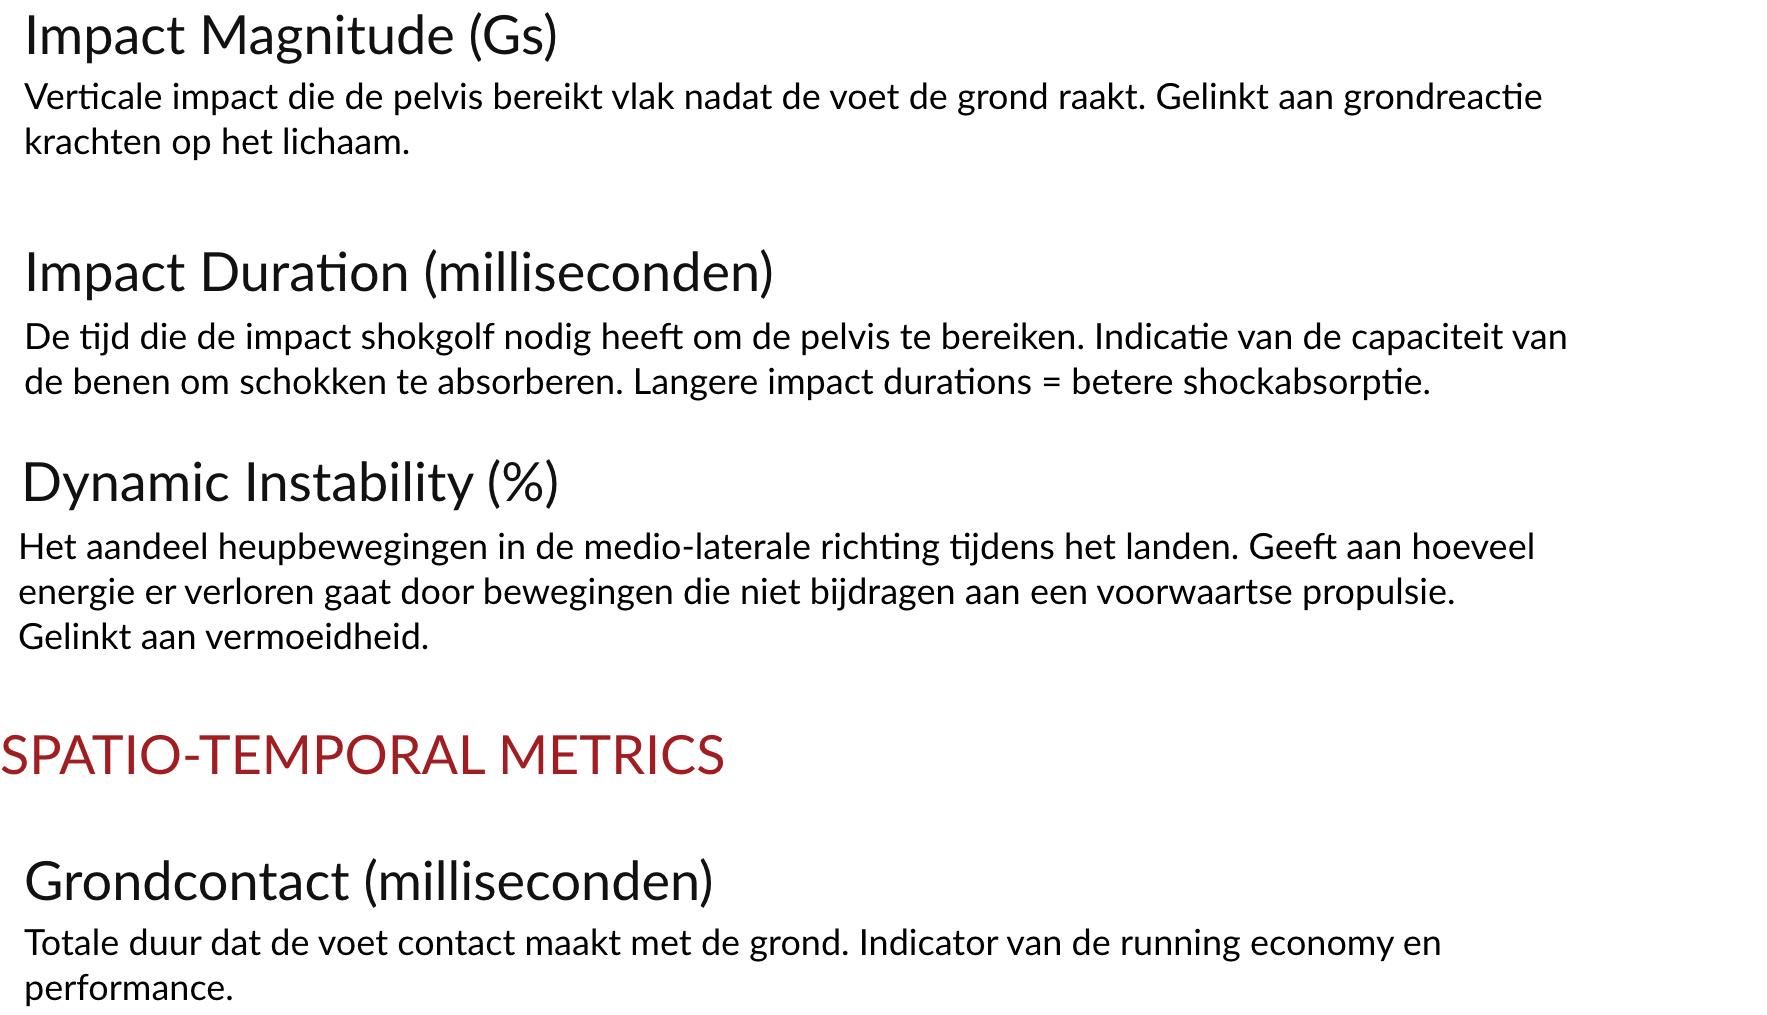 Impact Magnitude (Gs)
Verticale impact die de pelvis bereikt vlak nadat de voet de grond raakt. Gelinkt aan grondreactie
krachten op het lichaam.
Impact Duration (milliseconden)
De tijd die de impact shokgolf nodig heeft om de pelvis te bereiken. Indicatie van de capaciteit van
de benen om schokken te absorberen. Langere impact durations = betere shockabsorptie.
Dynamic Instability (%)
Het aandeel heupbewegingen in de medio-laterale richting tijdens het landen. Geeft aan hoeveel
energie er verloren gaat door bewegingen die niet bijdragen aan een voorwaartse propulsie.
Gelinkt aan vermoeidheid.
SPATIO-TEMPORAL METRICS
Grondcontact (milliseconden)
Totale duur dat de voet contact maakt met de grond. Indicator van de running economy en
performance.